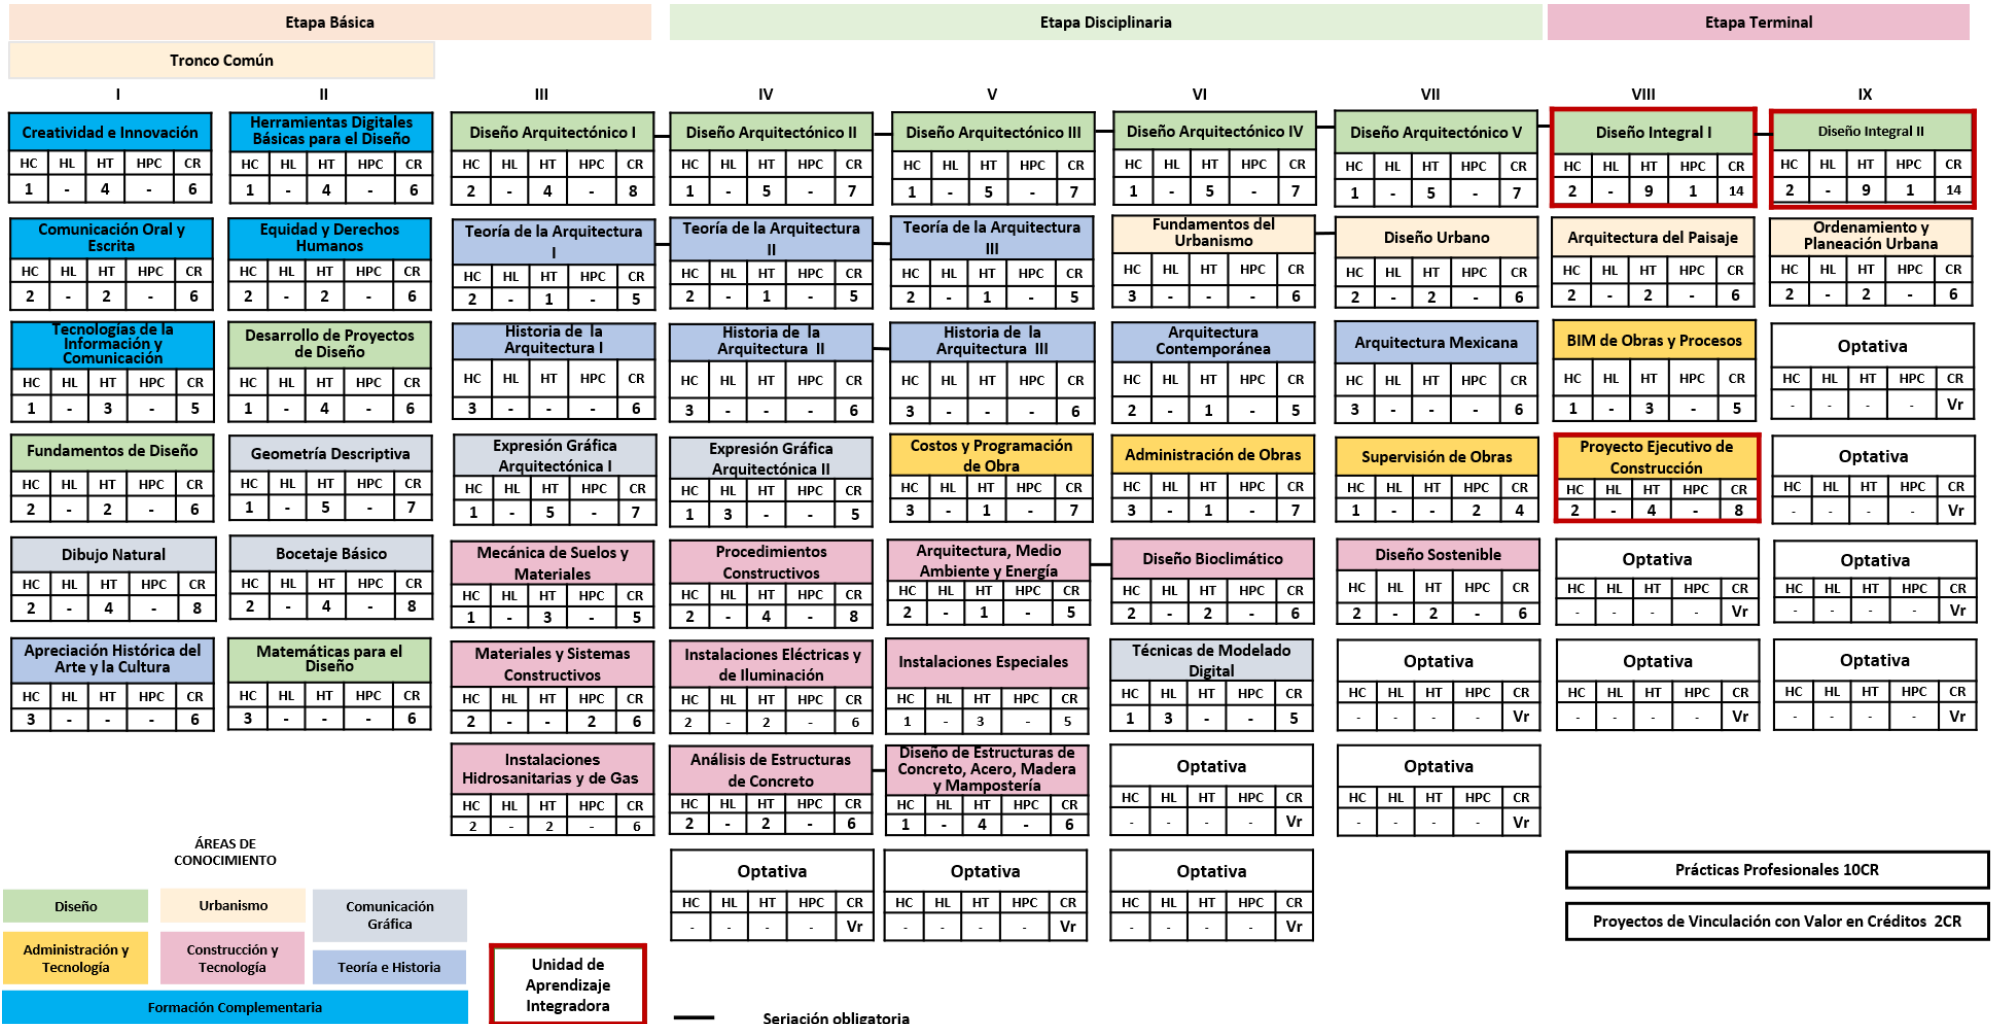 Etapa Básica
Etapa Disciplinaria
Etapa Terminal
Tronco Común
I
II
III
IV
V
VI
VII
VIII
IX
Creatividad e Innovación
HC HL HT HPC CR
1 - 4 - 6
Herramientas Digitales
Básicas para el Diseño
HC HL HT HPC CR
1 - 4 - 6
Diseño Arquitectónico I
HC HL HT HPC CR
2 - 4 - 8
Diseño Arquitectónico II
HC HL HT HPC CR
1 - 5 - 7
Diseño Arquitectónico III
HC HL HT HPC CR
1 - 5 - 7
Diseño Arquitectónico IV
HC HL HT HPC CR
1 - 5 - 7
Diseño Arquitectónico V
HC HL HT HPC CR
1 - 5 - 7
Diseño Integral I
HC HL HT HPC CR
2 - 9 1 14
Diseño Integral II
HC HL HT HPC CR
2 - 9 1 14
Comunicación Oral y
Escrita
HC HL HT HPC CR
2 - 2 - 6
Equidad y Derechos
Humanos
HC HL HT HPC CR
2 - 2 - 6
Teoría de la Arquitectura
I
HC HL HT HPC CR
2 - 1 - 5
Teoría de la Arquitectura
II
HC HL HT HPC CR
2 - 1 - 5
Teoría de la Arquitectura
III
HC HL HT HPC CR
2 - 1 - 5
Fundamentos del
Urbanismo
HC HL HT HPC CR
3 - - - 6
Diseño Urbano
HC HL HT HPC CR
2 - 2 - 6
Arquitectura del Paisaje
HC HL HT HPC CR
2 - 2 - 6
Ordenamiento y
Planeación Urbana
HC HL HT HPC CR
2 - 2 - 6
Tecnologías de la
Información y
Comunicación
HC HL HT HPC CR
1 - 3 - 5
Desarrollo de Proyectos
de Diseño
HC HL HT HPC CR
1 - 4 - 6
Historia de la
Arquitectura I
HC HL HT HPC CR
3 - - - 6
Historia de la
Arquitectura II
HC HL HT HPC CR
3 - - - 6
Historia de la
Arquitectura III
HC HL HT HPC CR
3 - - - 6
Arquitectura
Contemporánea
HC HL HT HPC CR
2 - 1 - 5
Arquitectura Mexicana
HC HL HT HPC CR
3 - - - 6
BIM de Obras y Procesos
HC HL HT HPC CR
1 - 3 - 5
Optativa
HC HL HT HPC CR
- - - - Vr
Fundamentos de Diseño
HC HL HT HPC CR
2 - 2 - 6
Geometría Descriptiva
HC HL HT HPC CR
1 - 5 - 7
Expresión Gráfica
Arquitectónica I
HC HL HT HPC CR
1 - 5 - 7
Expresión Gráfica
Arquitectónica II
HC HL HT HPC CR
1 3 - - 5
Costos y Programación
de Obra
HC HL HT HPC CR
3 - 1 - 7
Administración de Obras
HC HL HT HPC CR
3 - 1 - 7
Supervisión de Obras
HC HL HT HPC CR
1 - - 2 4
Proyecto Ejecutivo de
Construcción
HC HL HT HPC CR
2 - 4 - 8
Optativa
HC HL HT HPC CR
- - - - Vr
Dibujo Natural
HC HL HT HPC CR
2 - 4 - 8
Bocetaje Básico
HC HL HT HPC CR
2 - 4 - 8
Mecánica de Suelos y
Materiales
HC HL HT HPC CR
1 - 3 - 5
Procedimientos
Constructivos
HC HL HT HPC CR
2 - 4 - 8
Arquitectura, Medio
Ambiente y Energía
HC HL HT HPC CR
2 - 1 - 5
Diseño Bioclimático
HC HL HT HPC CR
2 - 2 - 6
Diseño Sostenible
HC HL HT HPC CR
2 - 2 - 6
Optativa
HC HL HT HPC CR
- - - - Vr
Optativa
HC HL HT HPC CR
- - - - Vr
Apreciación Histórica del
Arte y la Cultura
HC HL HT HPC CR
3 - - - 6
Matemáticas para el
Diseño
HC HL HT HPC CR
3 - - - 6
Materiales y Sistemas
Constructivos
HC HL HT HPC CR
2 - - 2 6
Instalaciones Eléctricas y
de Iluminación
HC HL HT HPC CR
2 - 2 - 6
Instalaciones Especiales
HC HL HT HPC CR
1 - 3 - 5
Técnicas de Modelado
Digital
HC HL HT HPC CR
1 3 - - 5
Optativa
HC HL HT HPC CR
- - - - Vr
Optativa
HC HL HT HPC CR
- - - - Vr
Optativa
HC HL HT HPC CR
- - - - Vr
Instalaciones
Hidrosanitarias y de Gas
HC HL HT HPC CR
2 - 2 - 6
Análisis de Estructuras
de Concreto
HC HL HT HPC CR
2 - 2 - 6
Diseño de Estructuras de
Concreto, Acero, Madera
y Mampostería
HC HL HT HPC CR
1 - 4 - 6
Optativa
HC HL HT HPC CR
- - - - Vr
Optativa
HC HL HT HPC CR
- - - - Vr
Optativa
HC HL HT HPC CR
- - - - Vr
Optativa
HC HL HT HPC CR
- - - - Vr
Optativa
HC HL HT HPC CR
- - - - Vr
Prácticas Profesionales 10CR
Proyectos de Vinculación con Valor en Créditos 2CR
ÁREAS DE
CONOCIMIENTO
Diseño
Urbanismo
Comunicación
Gráfica
Administración y
Tecnología
Construcción y
Tecnología
Teoría e Historia
Formación Complementaria
Unidad de
Aprendizaje
Integradora
Seriación obligatoria